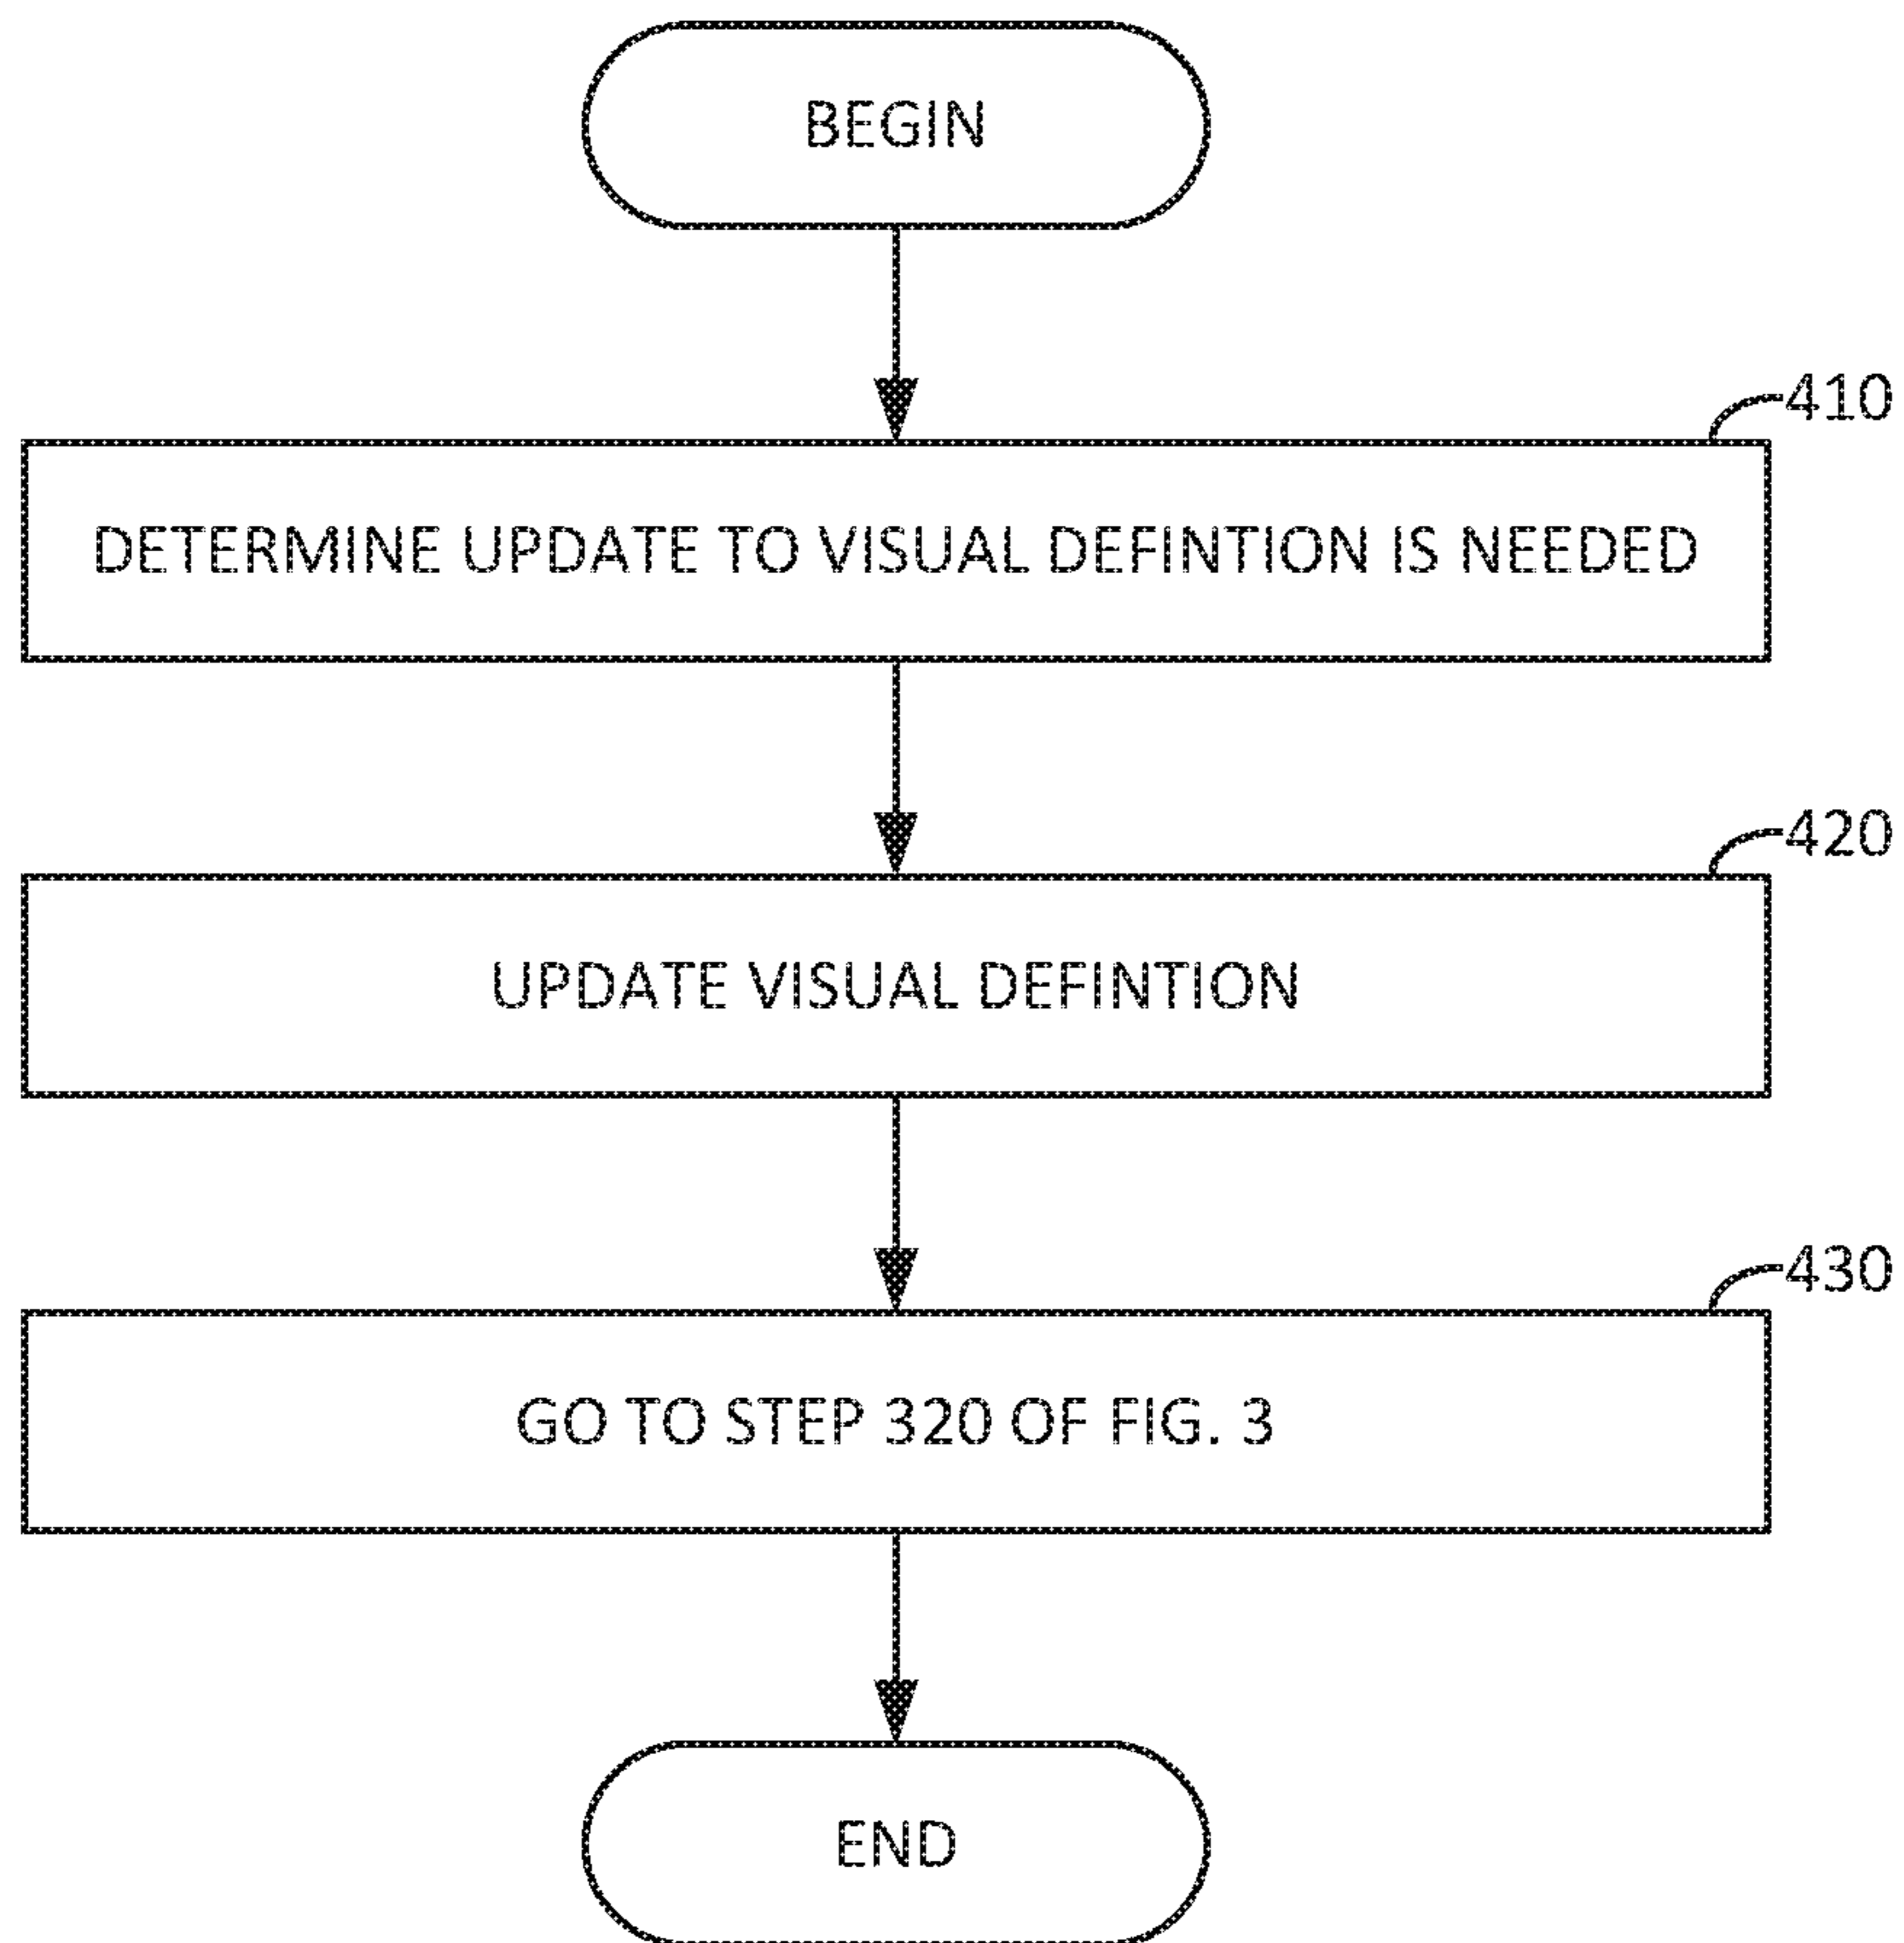 BEGIN
410
DETERMINE UPDATE TO VISUAL DEFINTION IS NEEDED
420
UPDATE VISUAL DEFINTION
430
GO TO STEP 320 OF FIG. 3
END